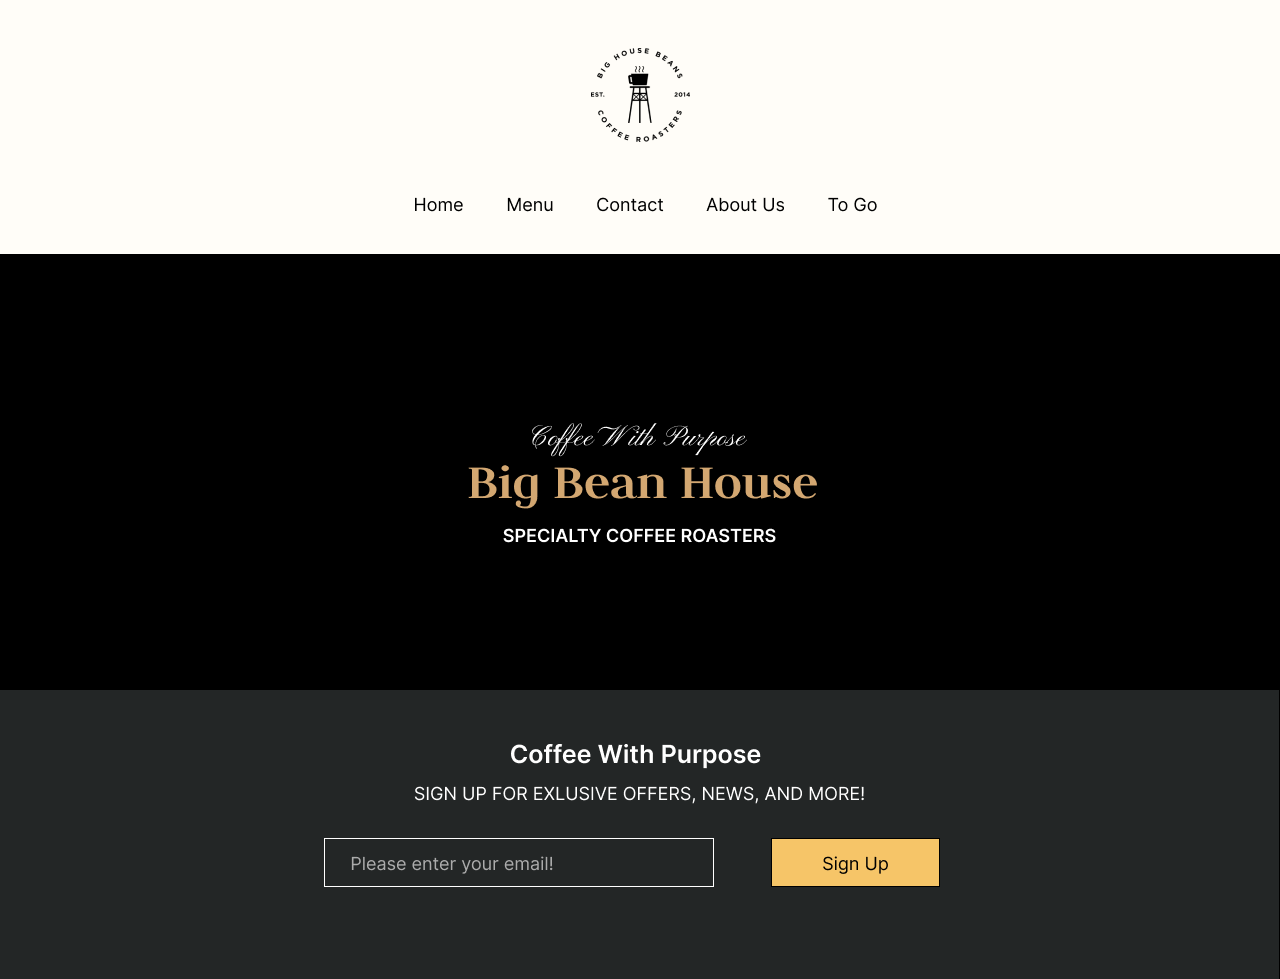 BIG HOUSE BEANS
EST. 2014
COFFEE ROASTERS
Home Menu Contact About Us To Go
Coffee With Purpose
Big Bean House
SPECIALTY COFFEE ROASTERS
Coffee With Purpose
SIGN UP FOR EXLUSIVE OFFERS, NEWS, AND MORE!
Please enter your email! Sign Up